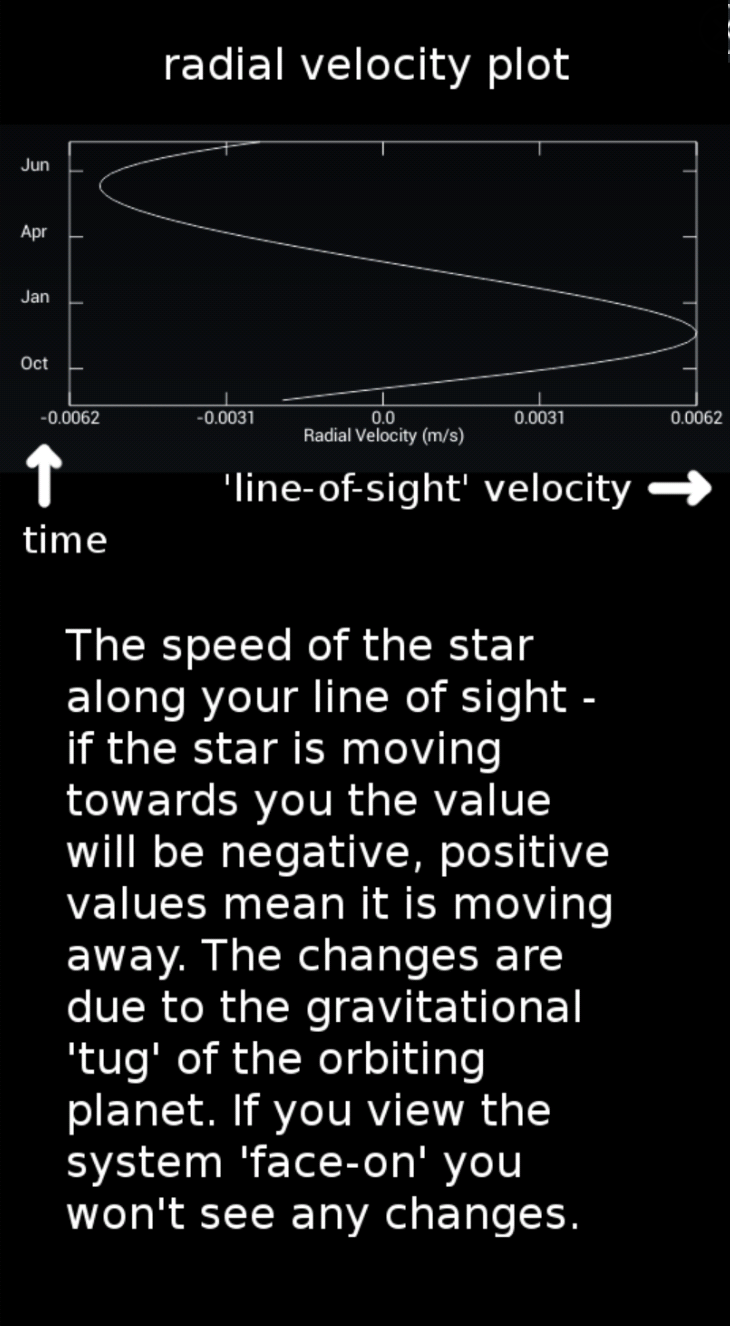 radial velocity plot
Jun
Apr
Jan
Oct
-0.0062 -0.0031 0.0 0.0031 0.0062
Radial Velocity (m/s)
'line-of-sight' velocity
time
The speed of the star
along your line of sight -
if the star is moving
towards you the value
will be negative, positive
values mean it is moving
away. The changes are
due to the gravitational
'tug' of the orbiting
planet. If you view the
system 'face-on' you
won't see any changes.